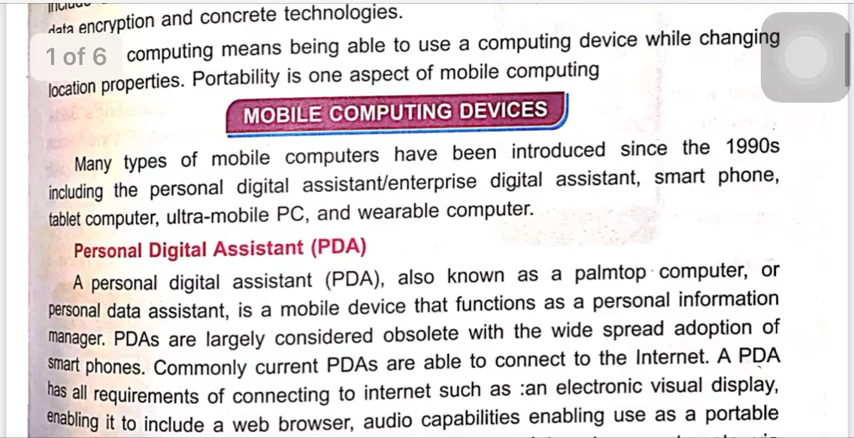 data encryption and concrete technologies.
1 of 6
computing means being able to use a computing device while changing
location properties. Portability is one aspect of mobile computing
MOBILE COMPUTING DEVICES
Many types of mobile computers have been introduced since the 1990s
including the personal digital assistant/enterprise digital assistant, smart phone,
tablet computer, ultra-mobile PC, and wearable computer.
Personal Digital Assistant (PDA)
A personal digital assistant (PDA), also known as a palmtop computer, or
personal data assistant, is a mobile device that functions as a personal information
manager. PDAs are largely considered obsolete with the wide spread adoption of
smart phones. Commonly current PDAs are able to connect to the Internet. A PDA
has all requirements of connecting to internet such as :an electronic visual display,
enabling it to include a web browser, audio capabilities enabling use as a portable